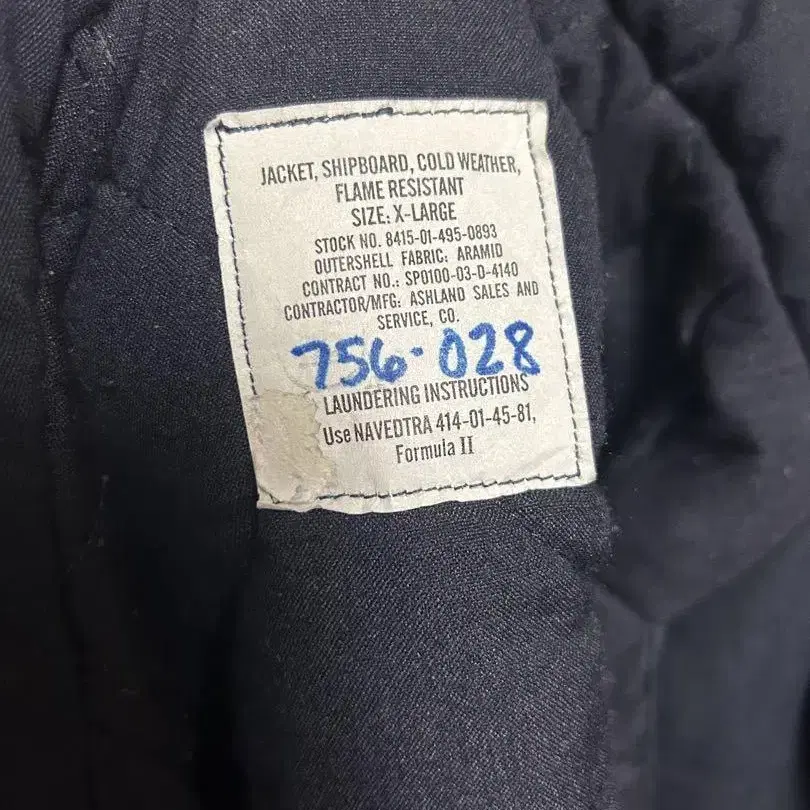 JACKET, SHIPBOARD, COLD WEATHER,
FLAME RESISTANT
SIZE: X-LARGE
STOCK NO. 8415-01-495-0893
OUTERSHELL FABRIC: ARAMID
CONTRACT NO.: SP0100-03-D-4140
CONTRACTOR/MFG: ASHLAND SALES AND
SERVICE, CO.
756-028
LAUNDERING INSTRUCTIONS
Use NAVEDTRA 414-01-45-81,
Formula II